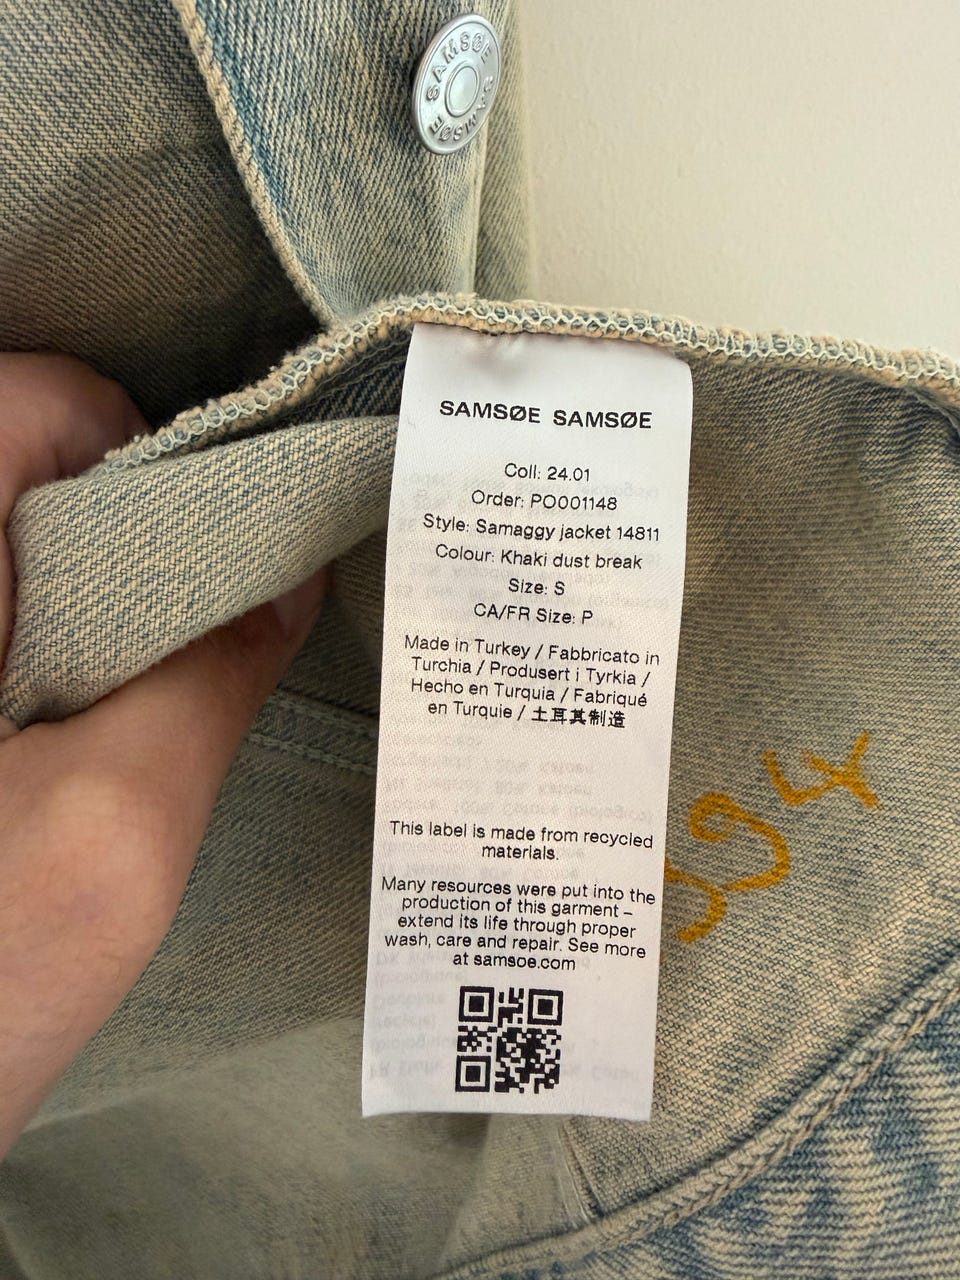 SAMSØE SAMSØE
SAMSØE SAMSØE
Coll: 24.01
Order: PO001148
Style: Samaggy jacket 14811
Colour: Khaki dust break
Size: S
CA/FR Size: P
Made in Turkey / Fabbricato in
Turchia / Produsert i Tyrkia /
Hecho en Turquia / Fabriqué
en Turquie / 土耳其制造
This label is made from recycled
materials.
Many resources were put into the
production of this garment –
extend its life through proper
wash, care and repair. See more
at samsoe.com